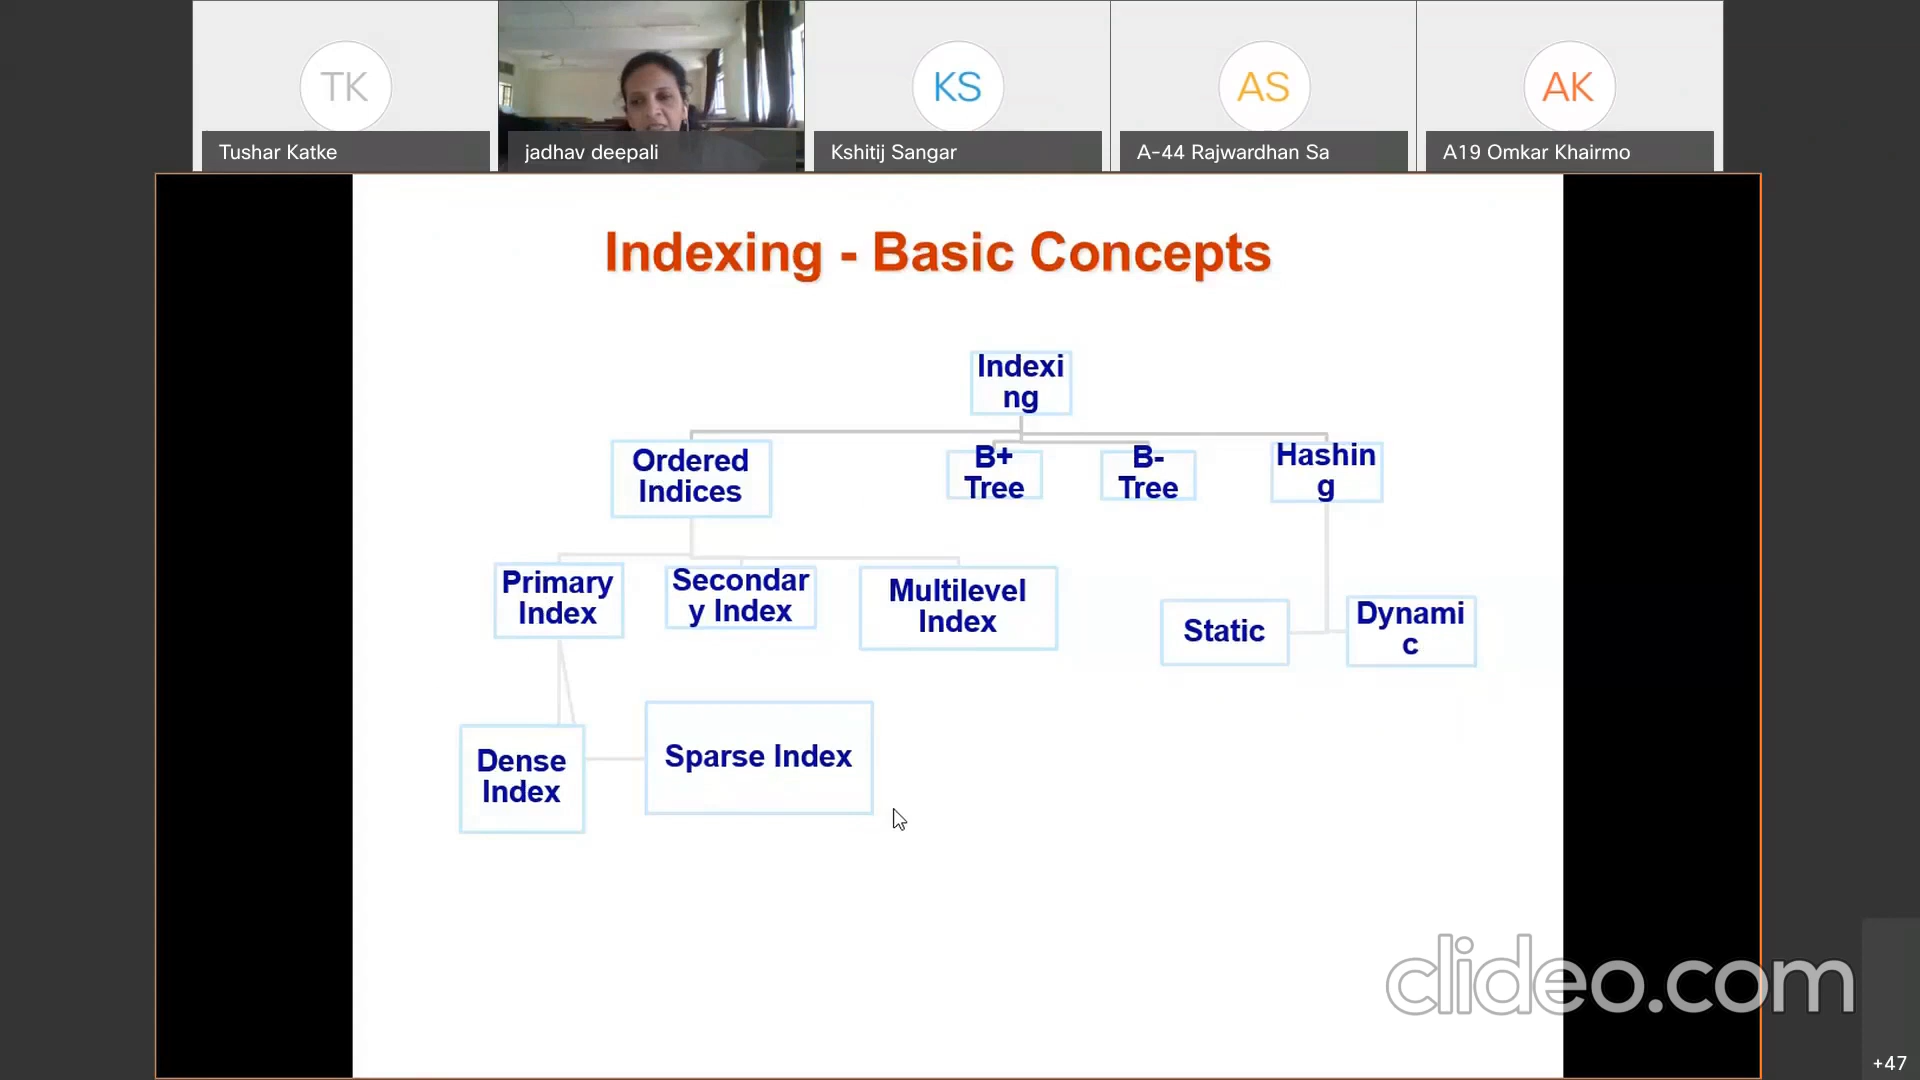 TK
KS
AS
AK
Tushar Katke
jadhav deepali
Kshitij Sangar
A-44 Rajwardhan Sa
A19 Omkar Khairmo
Indexing - Basic Concepts
Indexi
ng
Ordered
Indices
B+
Tree
B-
Tree
Hashin
g
Primary
Index
Secondar
y Index
Multilevel
Index
Static
Dynami
c
Dense
Index
Sparse Index
clideo.com
+47